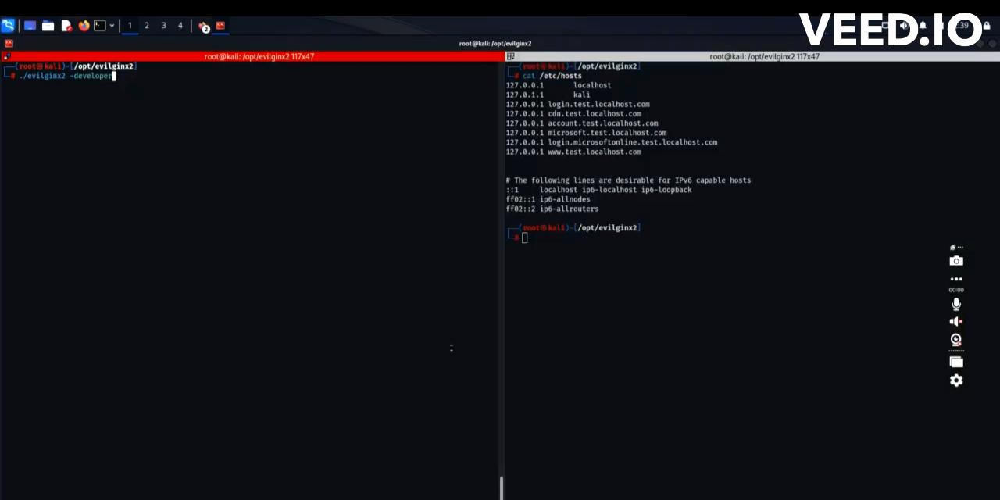 1 2 3 4 2
VEED.IO
root@kali: /opt/evilginx2
root@kali: /opt/evilginx2 117x47
(root㉿kali)-[/opt/evilginx2]
# ./evilginx2 -developer
root@kali: /opt/evilginx2 117x47
(root㉿kali)-[/opt/evilginx2]
# cat /etc/hosts
127.0.0.1 localhost
127.0.1.1 kali
127.0.0.1 login.test.localhost.com
127.0.0.1 cdn.test.localhost.com
127.0.0.1 account.test.localhost.com
127.0.0.1 microsoft.test.localhost.com
127.0.0.1 login.microsoftonline.test.localhost.com
127.0.0.1 www.test.localhost.com
# The following lines are desirable for IPv6 capable hosts
::1 localhost ip6-localhost ip6-loopback
ff02::1 ip6-allnodes
ff02::2 ip6-allrouters
(root㉿kali)-[/opt/evilginx2]
#
00:00